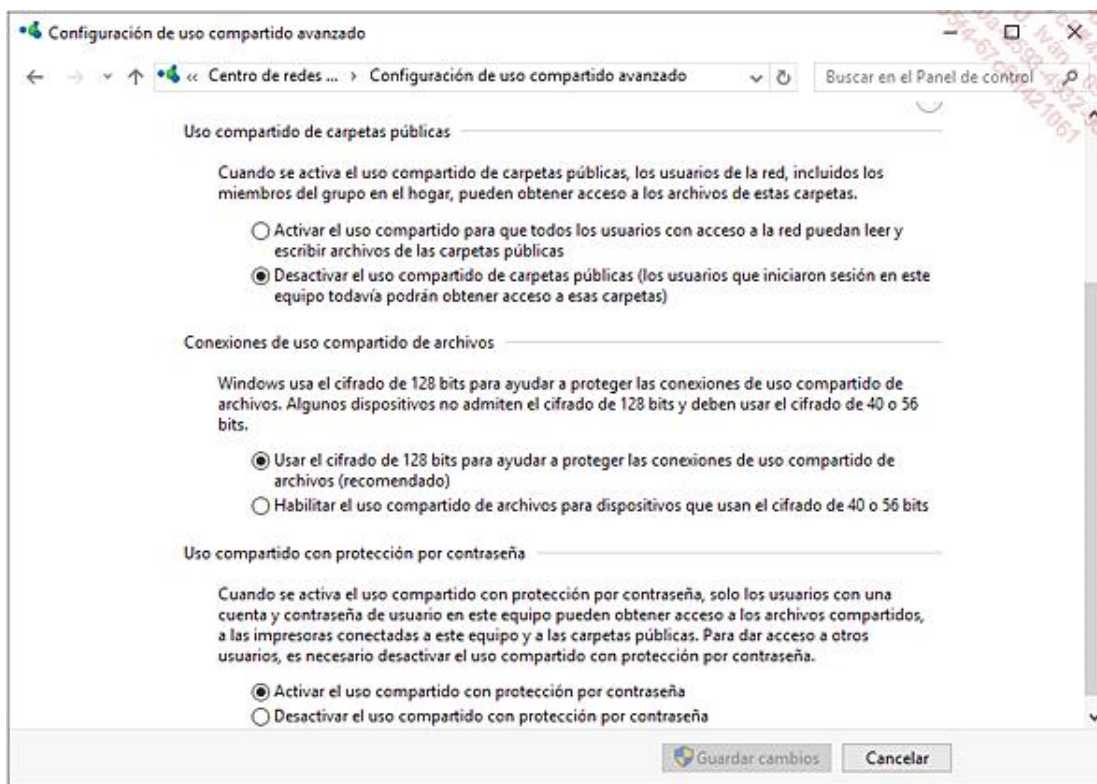 Configuración de uso compartido avanzado
« Centro de redes ... > Configuración de uso compartido avanzado
Buscar en el Panel de control
Uso compartido de carpetas públicas
Cuando se activa el uso compartido de carpetas públicas, los usuarios de la red, incluidos los
miembros del grupo en el hogar, pueden obtener acceso a los archivos de estas carpetas.
Activar el uso compartido para que todos los usuarios con acceso a la red puedan leer y
escribir archivos de las carpetas públicas
Desactivar el uso compartido de carpetas públicas (los usuarios que iniciaron sesión en este
equipo todavía podrán obtener acceso a esas carpetas)
Conexiones de uso compartido de archivos
Windows usa el cifrado de 128 bits para ayudar a proteger las conexiones de uso compartido de
archivos. Algunos dispositivos no admiten el cifrado de 128 bits y deben usar el cifrado de 40 o 56
bits.
Usar el cifrado de 128 bits para ayudar a proteger las conexiones de uso compartido de
archivos (recomendado)
Habilitar el uso compartido de archivos para dispositivos que usan el cifrado de 40 o 56 bits
Uso compartido con protección por contraseña
Cuando se activa el uso compartido con protección por contraseña, solo los usuarios con una
cuenta y contraseña de usuario en este equipo pueden obtener acceso a los archivos compartidos,
a las impresoras conectadas a este equipo y a las carpetas públicas. Para dar acceso a otros
usuarios, es necesario desactivar el uso compartido con protección por contraseña.
Activar el uso compartido con protección por contraseña
Desactivar el uso compartido con protección por contraseña
Guardar cambios
Cancelar